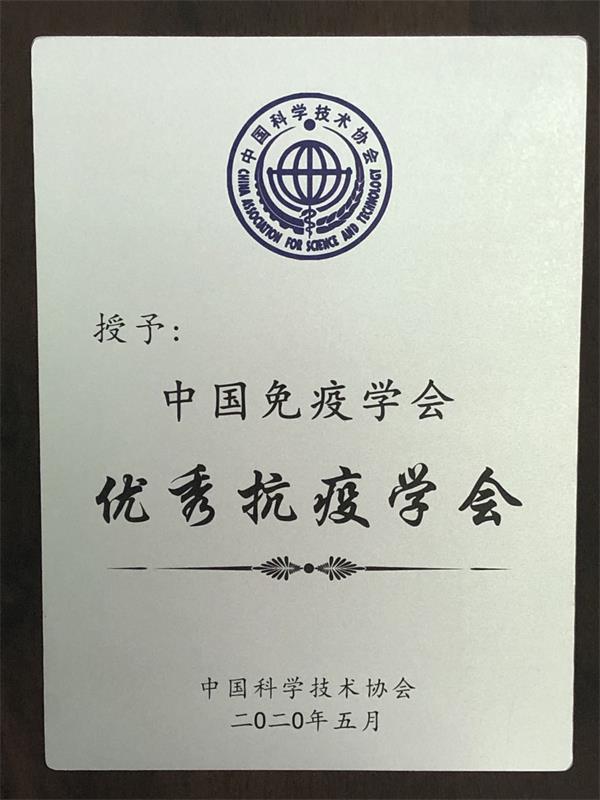 中国科学技术协会
CHINA ASSOCIATION FOR SCIENCE AND TECHNOLOGY
授予:
中国免疫学会
优秀抗疫学会
中国科学技术协会
二0二0年五月